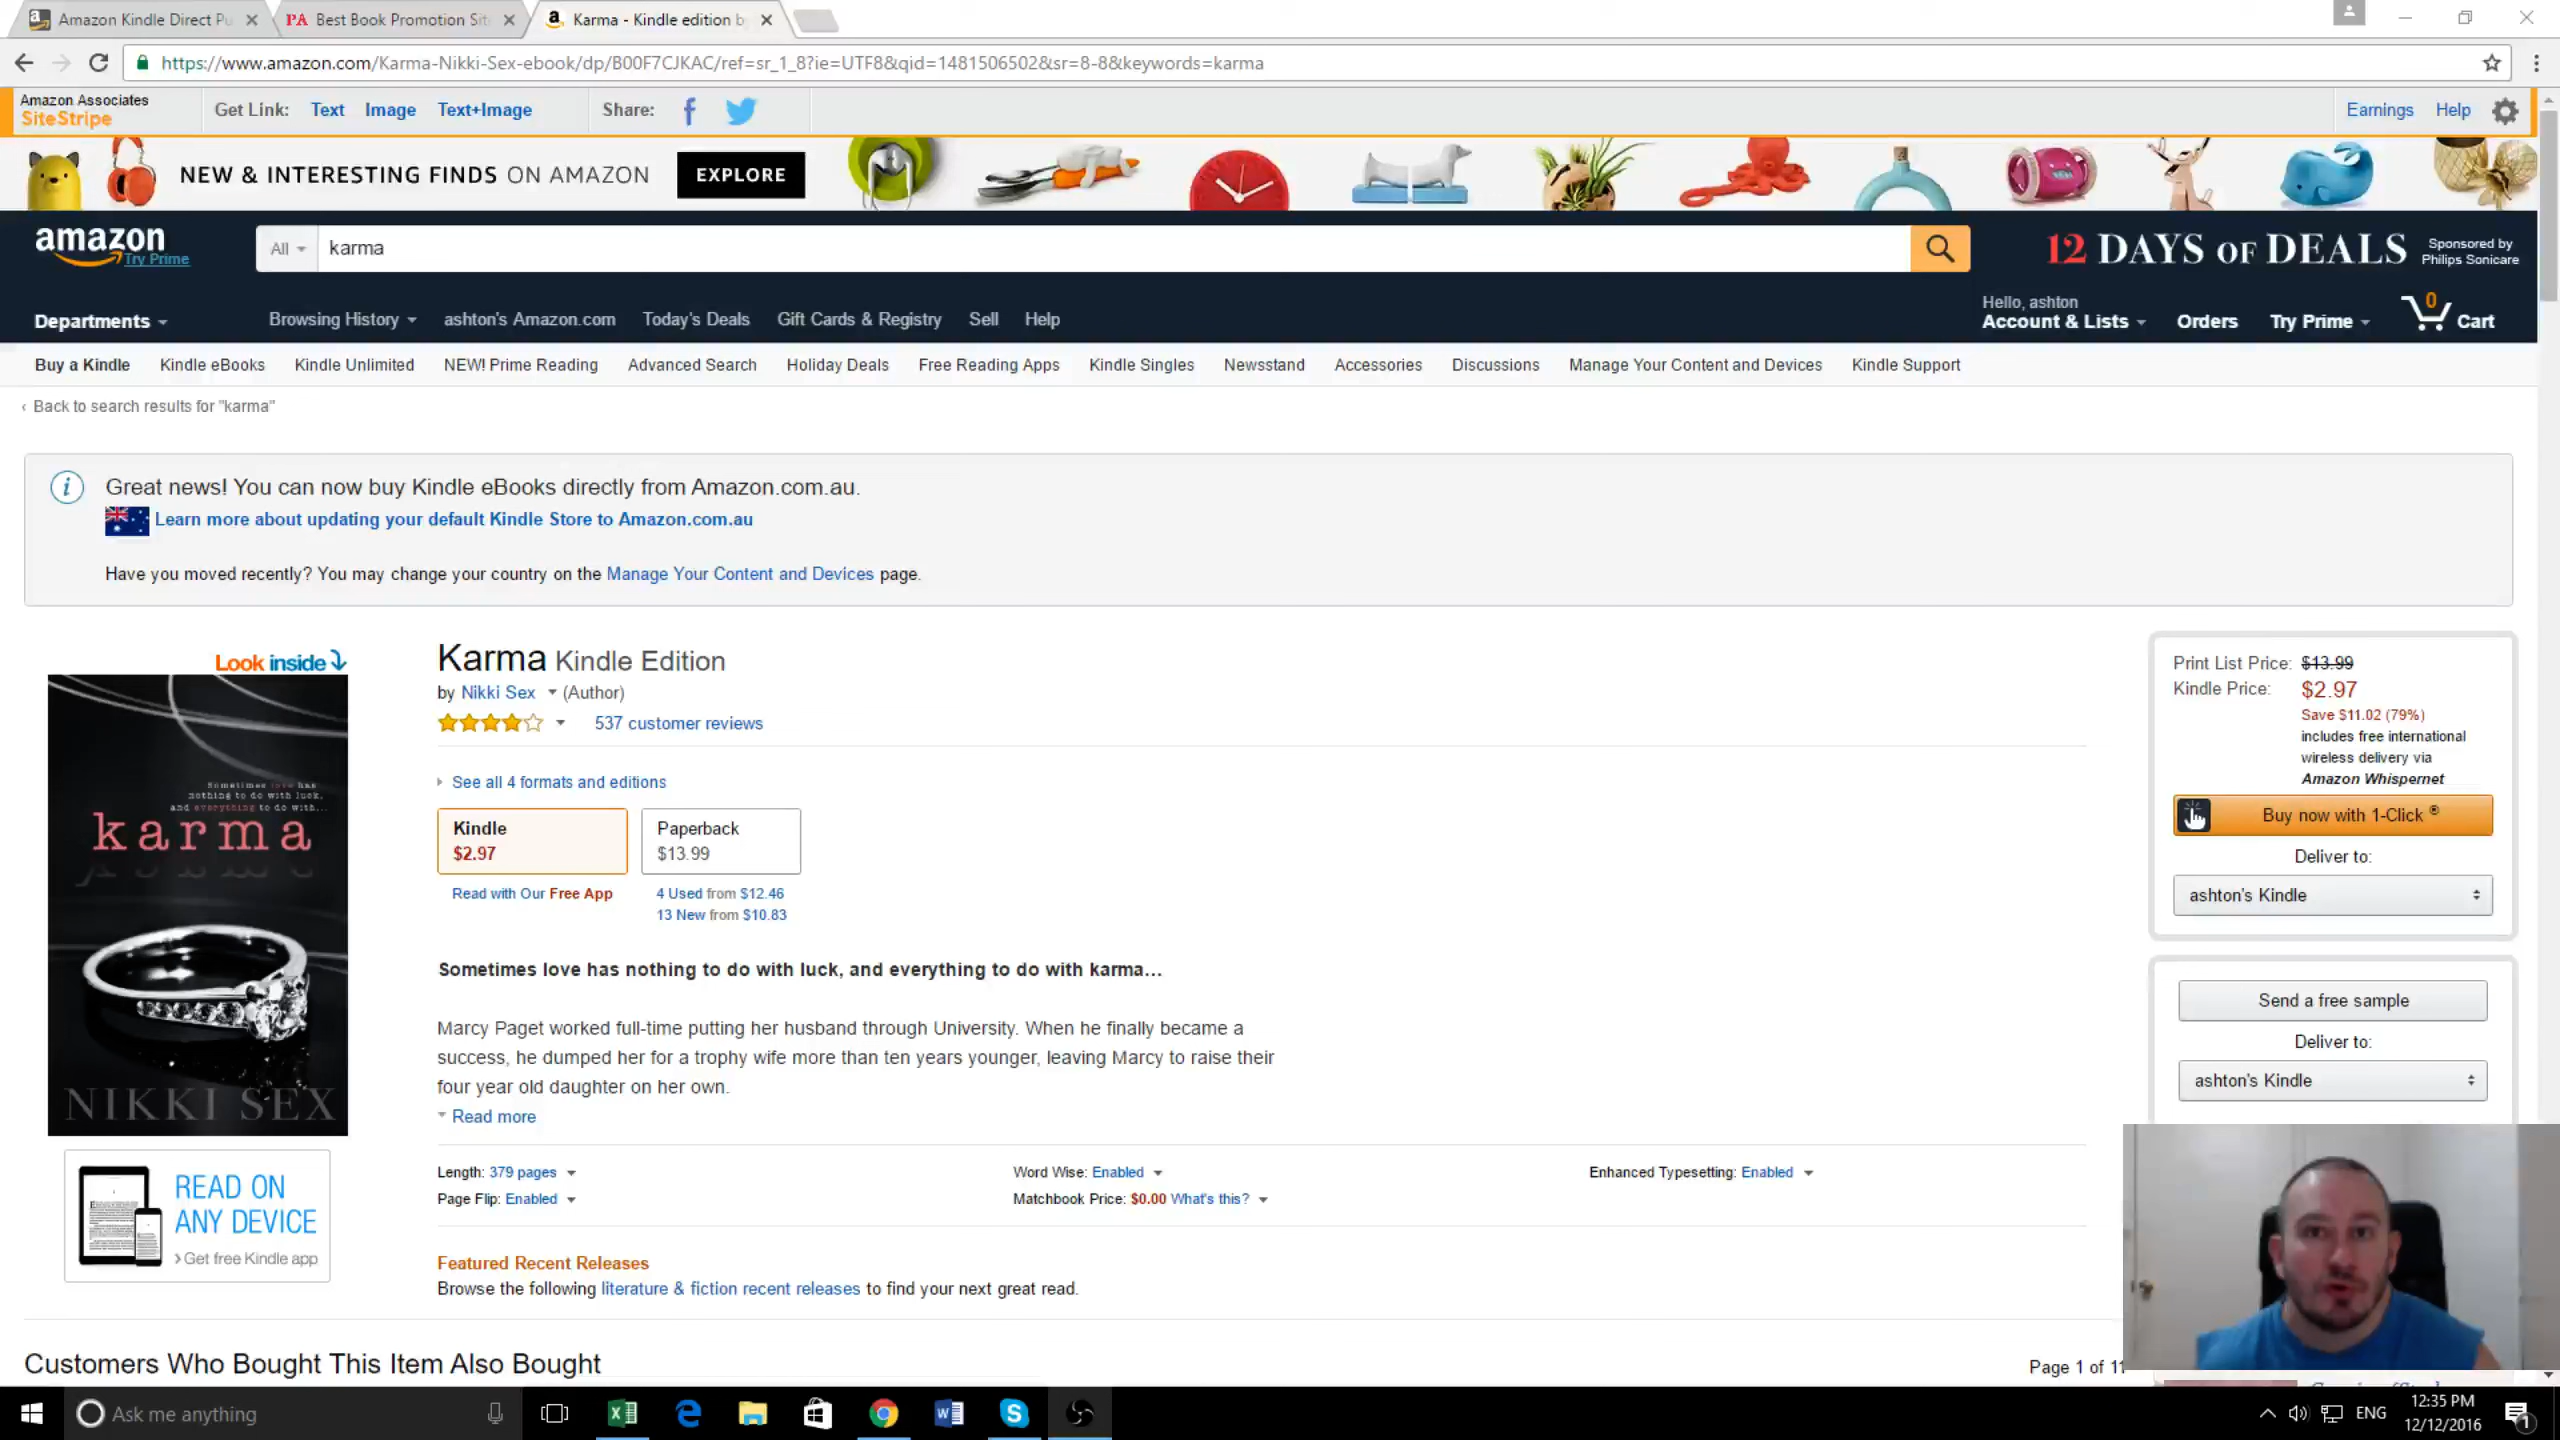 Amazon Kindle Direct Pu
PA Best Book Promotion Sit
Karma - Kindle edition b
https://www.amazon.com/Karma-Nikki-Sex-ebook/dp/B00F7CJKAC/ref=sr_1_8?ie=UTF8&qid=1481506502&sr=8-8&keywords=karma
Amazon Associates
SiteStripe
Get Link: Text Image Text+Image
Share:
Earnings Help
NEW & INTERESTING FINDS ON AMAZON EXPLORE
amazon
Try Prime
All karma
12 DAYS OF DEALS
Sponsored by
Philips Sonicare
Departments
Browsing History ashton's Amazon.com Today's Deals Gift Cards & Registry Sell Help
Hello, ashton
Account & Lists Orders Try Prime 0 Cart
Buy a Kindle Kindle eBooks Kindle Unlimited NEW! Prime Reading Advanced Search Holiday Deals Free Reading Apps Kindle Singles Newsstand Accessories Discussions Manage Your Content and Devices Kindle Support
‹ Back to search results for "karma"
Great news! You can now buy Kindle eBooks directly from Amazon.com.au.
Learn more about updating your default Kindle Store to Amazon.com.au
Have you moved recently? You may change your country on the Manage Your Content and Devices page.
Look inside
Sometimes love has
nothing to do with luck,
and everything to do with...
karma
NIKKI SEX
READ ON
ANY DEVICE
›Get free Kindle app
Karma Kindle Edition
by Nikki Sex (Author)
537 customer reviews
See all 4 formats and editions
Kindle
$2.97
Paperback
$13.99
Read with Our Free App
4 Used from $12.46
13 New from $10.83
Sometimes love has nothing to do with luck, and everything to do with karma…
Marcy Paget worked full-time putting her husband through University. When he finally became a
success, he dumped her for a trophy wife more than ten years younger, leaving Marcy to raise their
four year old daughter on her own.
Read more
Length: 379 pages
Word Wise: Enabled
Enhanced Typesetting: Enabled
Page Flip: Enabled
Matchbook Price: $0.00 What's this?
Featured Recent Releases
Browse the following literature & fiction recent releases to find your next great read.
Print List Price: $13.99
Kindle Price: $2.97
Save $11.02 (79%)
includes free international
wireless delivery via
Amazon Whispernet
Buy now with 1-Click ®
Deliver to:
ashton's Kindle
Send a free sample
Deliver to:
ashton's Kindle
Customers Who Bought This Item Also Bought
Page 1 of 11
Ask me anything
ENG
12:35 PM
12/12/2016
1